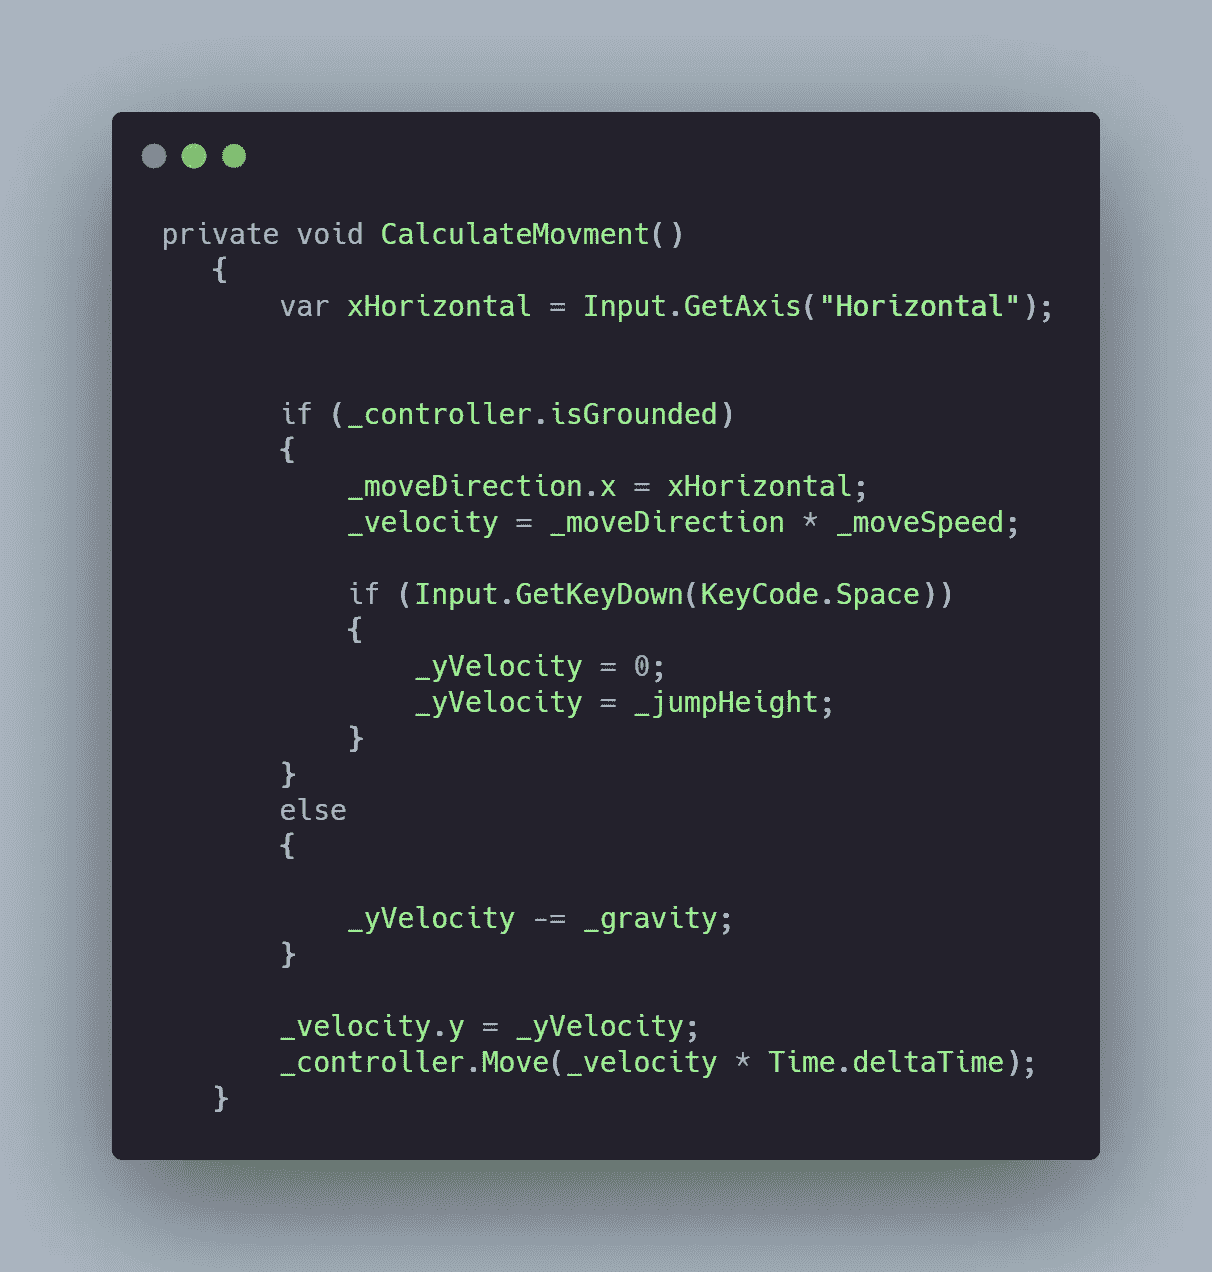 private void CalculateMovment()
   {
       var xHorizontal = Input.GetAxis("Horizontal");
       if (_controller.isGrounded)
       {
           _moveDirection.x = xHorizontal;
           _velocity = _moveDirection * _moveSpeed;
           if (Input.GetKeyDown(KeyCode.Space))
           {
               _yVelocity = 0;
               _yVelocity = _jumpHeight;
           }
       }
       else
       {
           _yVelocity -= _gravity;
       }
       _velocity.y = _yVelocity;
       _controller.Move(_velocity * Time.deltaTime);
   }